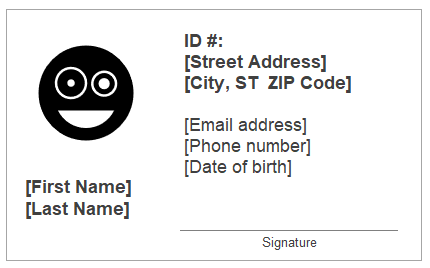 ID #:
[Street Address]
[City, ST  ZIP Code]
[Email address]
[Phone number]
[Date of birth]
[First Name]
[Last Name]
Signature